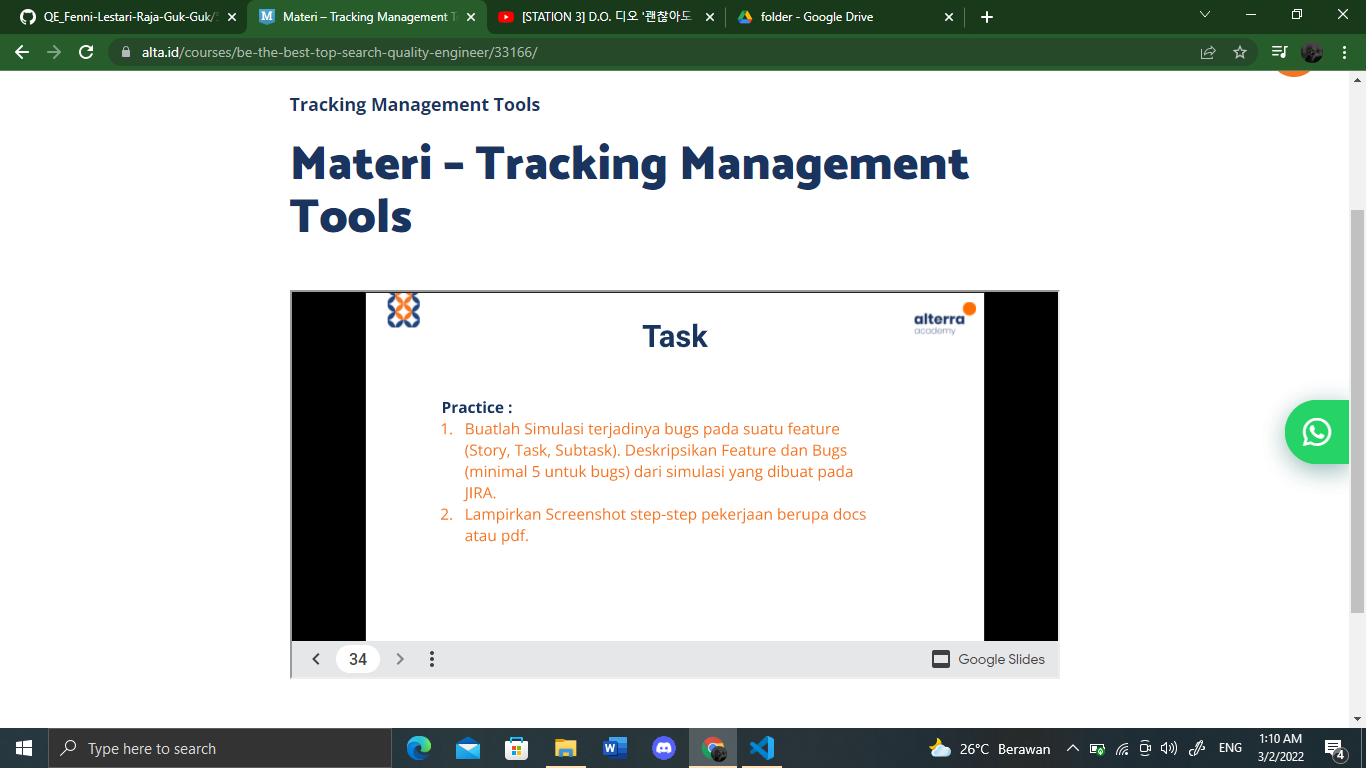 QE_Fenni-Lestari-Raja-Guk-Guk/
Materi – Tracking Management T
[STATION 3] D.O. 디오 '괜찮아도
folder - Google Drive
alta.id/courses/be-the-best-top-search-quality-engineer/33166/
Tracking Management Tools
Materi – Tracking Management
Tools
alterra
academy
Task
Practice :
1. Buatlah Simulasi terjadinya bugs pada suatu feature
(Story, Task, Subtask). Deskripsikan Feature dan Bugs
(minimal 5 untuk bugs) dari simulasi yang dibuat pada
JIRA.
2. Lampirkan Screenshot step-step pekerjaan berupa docs
atau pdf.
34
Google Slides
Type here to search
26°C Berawan
ENG
1:10 AM
3/2/2022
4